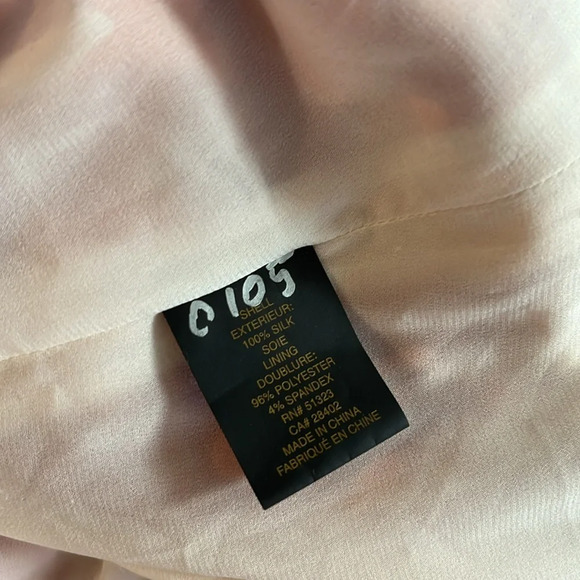 0105
SHELL
EXTERIEUR:
100% SILK
SOIE
LINING
DOUBLURE:
96% POLYESTER
4% SPANDEX
RN# 51323
CA# 28402
MADE IN CHINA
FABRIQUÉ EN CHINE